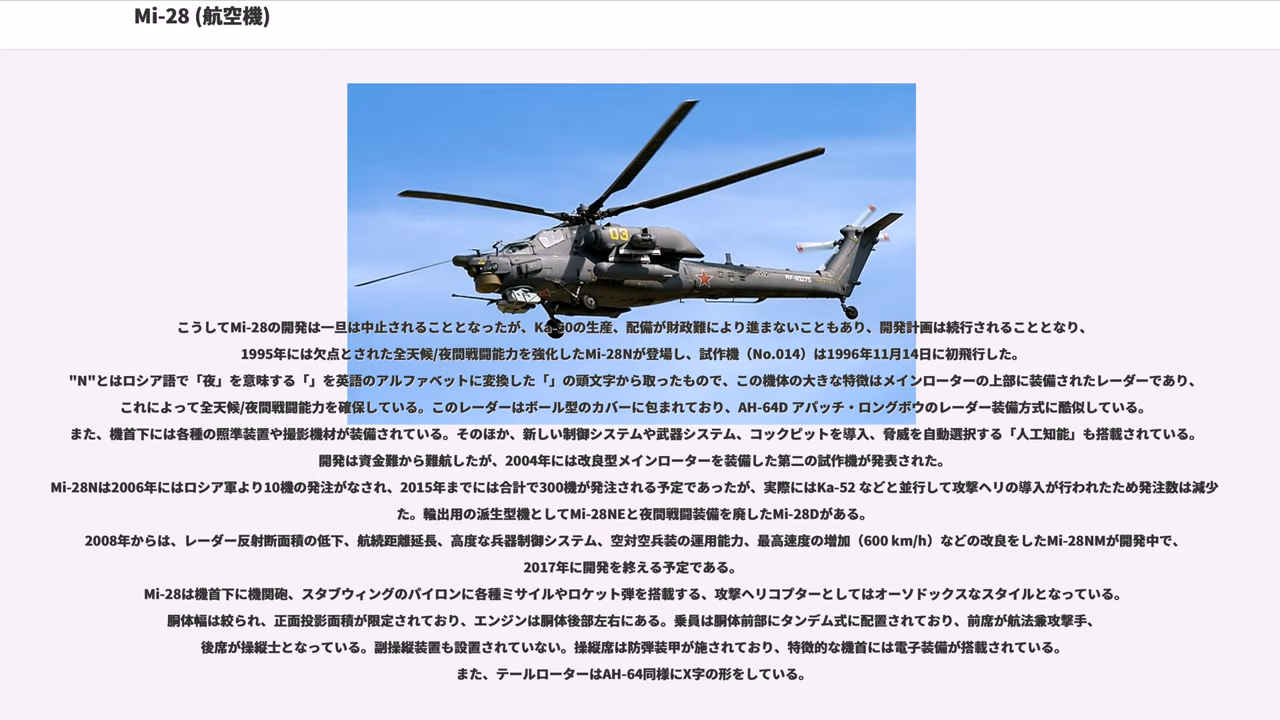 Mi-28 (航空機)
03
RF-93275
こうしてMi-28の開発は一旦は中止されることとなったが、Ka-50の生産、配備が財政難により進まないこともあり、開発計画は続行されることとなり、
1995年には欠点とされた全天候/夜間戦闘能力を強化したMi-28Nが登場し、試作機（No.014）は1996年11月14日に初飛行した。
"N"とはロシア語で「夜」を意味する「」を英語のアルファベットに変換した「」の頭文字から取ったもので、この機体の大きな特徴はメインローターの上部に装備されたレーダーであり、
これによって全天候/夜間戦闘能力を確保している。このレーダーはボール型のカバーに包まれており、AH-64D アパッチ・ロングボウのレーダー装備方式に酷似している。
また、機首下には各種の照準装置や撮影機材が装備されている。そのほか、新しい制御システムや武器システム、コックピットを導入、脅威を自動選択する「人工知能」も搭載されている。
開発は資金難から難航したが、2004年には改良型メインローターを装備した第二の試作機が発表された。
Mi-28Nは2006年にはロシア軍より10機の発注がなされ、2015年までには合計で300機が発注される予定であったが、実際にはKa-52 などと並行して攻撃ヘリの導入が行われたため発注数は減少
た。輸出用の派生型機としてMi-28NEと夜間戦闘装備を廃したMi-28Dがある。
2008年からは、レーダー反射断面積の低下、航続距離延長、高度な兵器制御システム、空対空兵装の運用能力、最高速度の増加（600 km/h）などの改良をしたMi-28NMが開発中で、
2017年に開発を終える予定である。
Mi-28は機首下に機関砲、スタブウィングのパイロンに各種ミサイルやロケット弾を搭載する、攻撃ヘリコプターとしてはオーソドックスなスタイルとなっている。
胴体幅は絞られ、正面投影面積が限定されており、エンジンは胴体後部左右にある。乗員は胴体前部にタンデム式に配置されており、前席が航法兼攻撃手、
後席が操縦士となっている。副操縦装置も設置されていない。操縦席は防弾装甲が施されており、特徴的な機首には電子装備が搭載されている。
また、テールローターはAH-64同様にX字の形をしている。